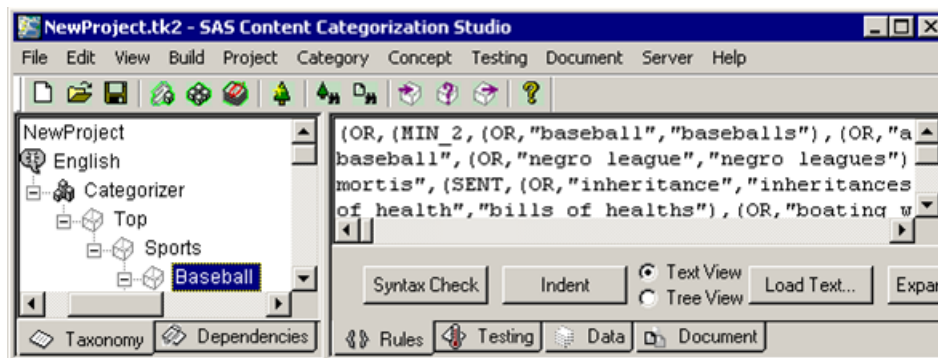 NewProject.tk2 - SAS Content Categorization Studio
File Edit View Build Project Category Concept Testing Document Server Help
NewProject
English
Categorizer
Top
Sports
Baseball
Taxonomy Dependencies
(OR,(MIN_2,(OR,"baseball","baseballs"),(OR,"a
baseball",(OR,"negro league","negro leagues")
mortis",(SENT,(OR,"inheritance","inheritances
of health","bills of healths"),(OR,"boating w
Syntax Check Indent Text View Load Text... Expan
Tree View
Rules Testing Data Document